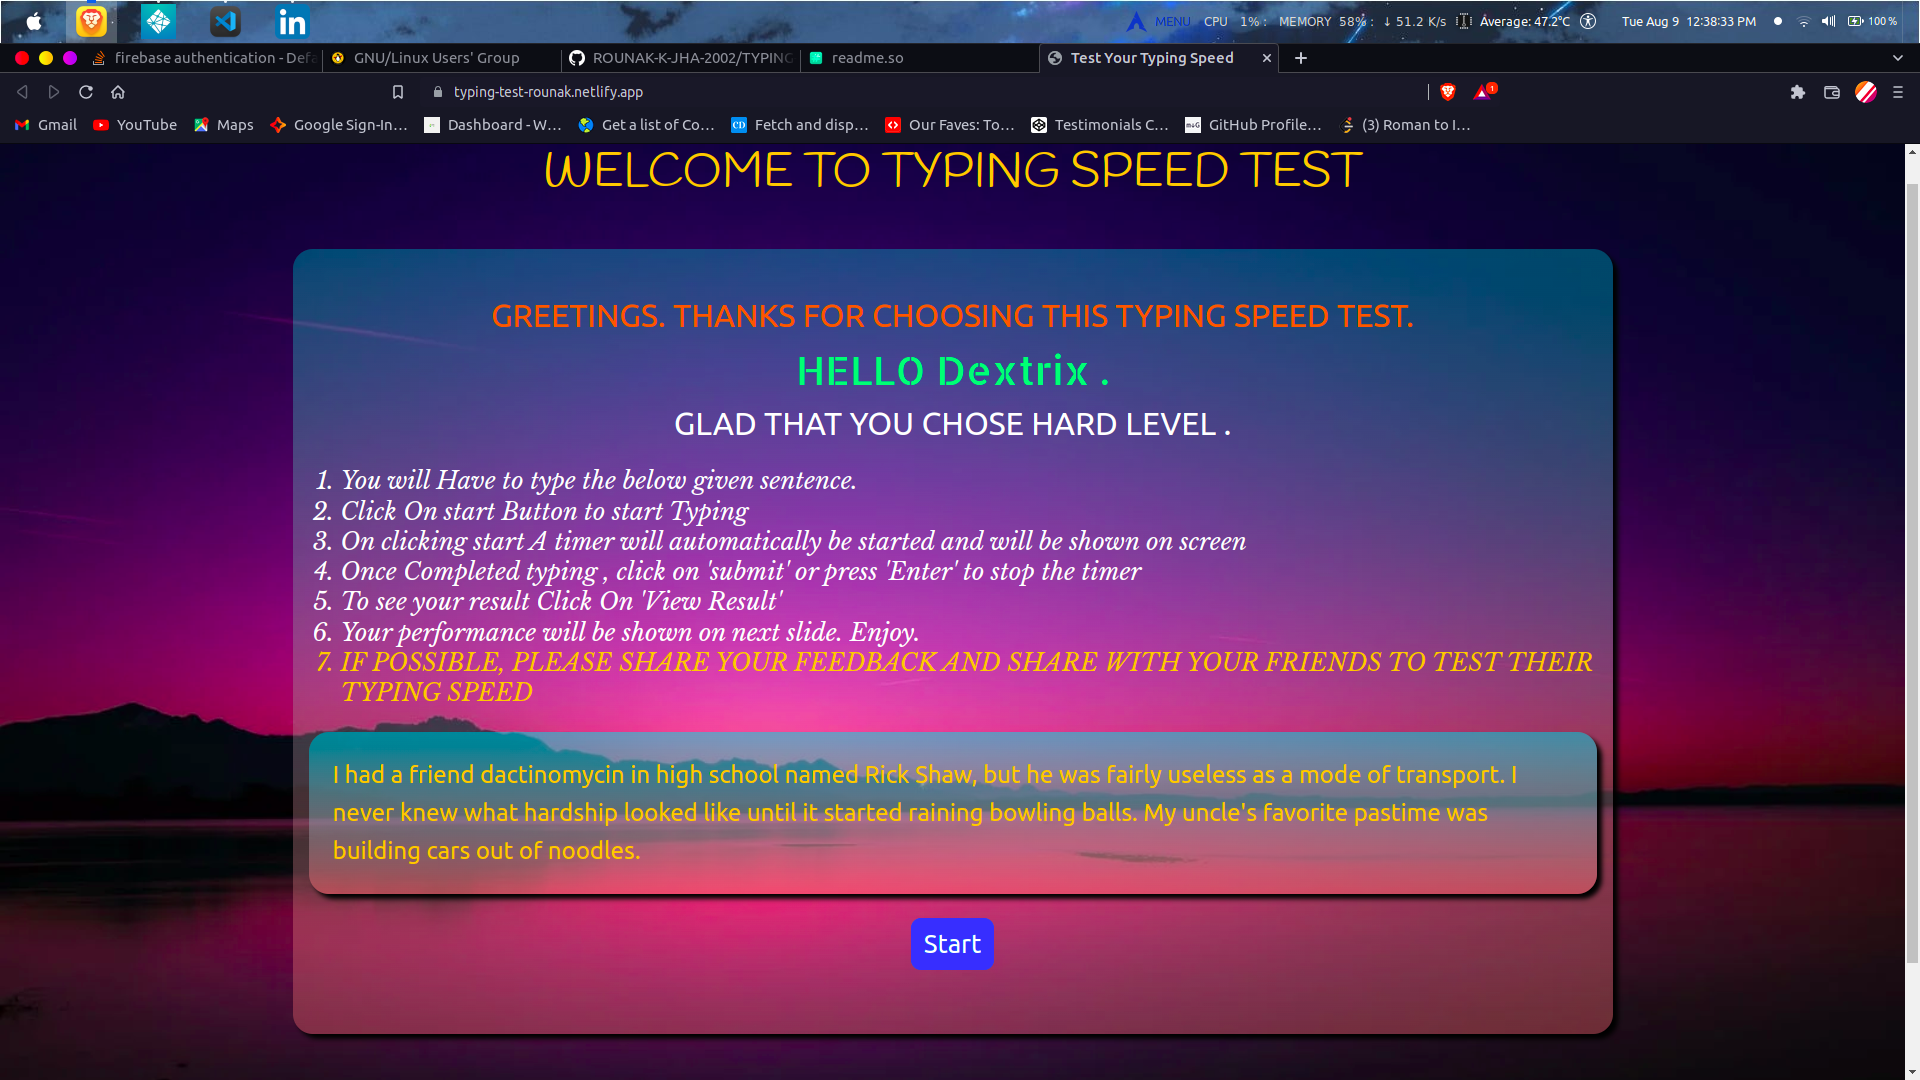 MENU CPU 1% : MEMORY 58% : ↓ 51.2 K/s Average: 47.2°C Tue Aug 9 12:38:33 PM 100 %
firebase authentication - Defa GNU/Linux Users' Group ROUNAK-K-JHA-2002/TYPING readme.so Test Your Typing Speed
typing-test-rounak.netlify.app 1
Gmail YouTube Maps Google Sign-In... Dashboard - W... Get a list of Co... CD Fetch and disp... Our Faves: To... Testimonials C... GitHub Profile... (3) Roman to I...
WELCOME TO TYPING SPEED TEST
GREETINGS. THANKS FOR CHOOSING THIS TYPING SPEED TEST.
HELLO Dextrix .
GLAD THAT YOU CHOSE HARD LEVEL .
1. You will Have to type the below given sentence.
2. Click On start Button to start Typing
3. On clicking start A timer will automatically be started and will be shown on screen
4. Once Completed typing , click on 'submit' or press 'Enter' to stop the timer
5. To see your result Click On 'View Result'
6. Your performance will be shown on next slide. Enjoy.
7. IF POSSIBLE, PLEASE SHARE YOUR FEEDBACK AND SHARE WITH YOUR FRIENDS TO TEST THEIR
TYPING SPEED
I had a friend dactinomycin in high school named Rick Shaw, but he was fairly useless as a mode of transport. I
never knew what hardship looked like until it started raining bowling balls. My uncle's favorite pastime was
building cars out of noodles.
Start